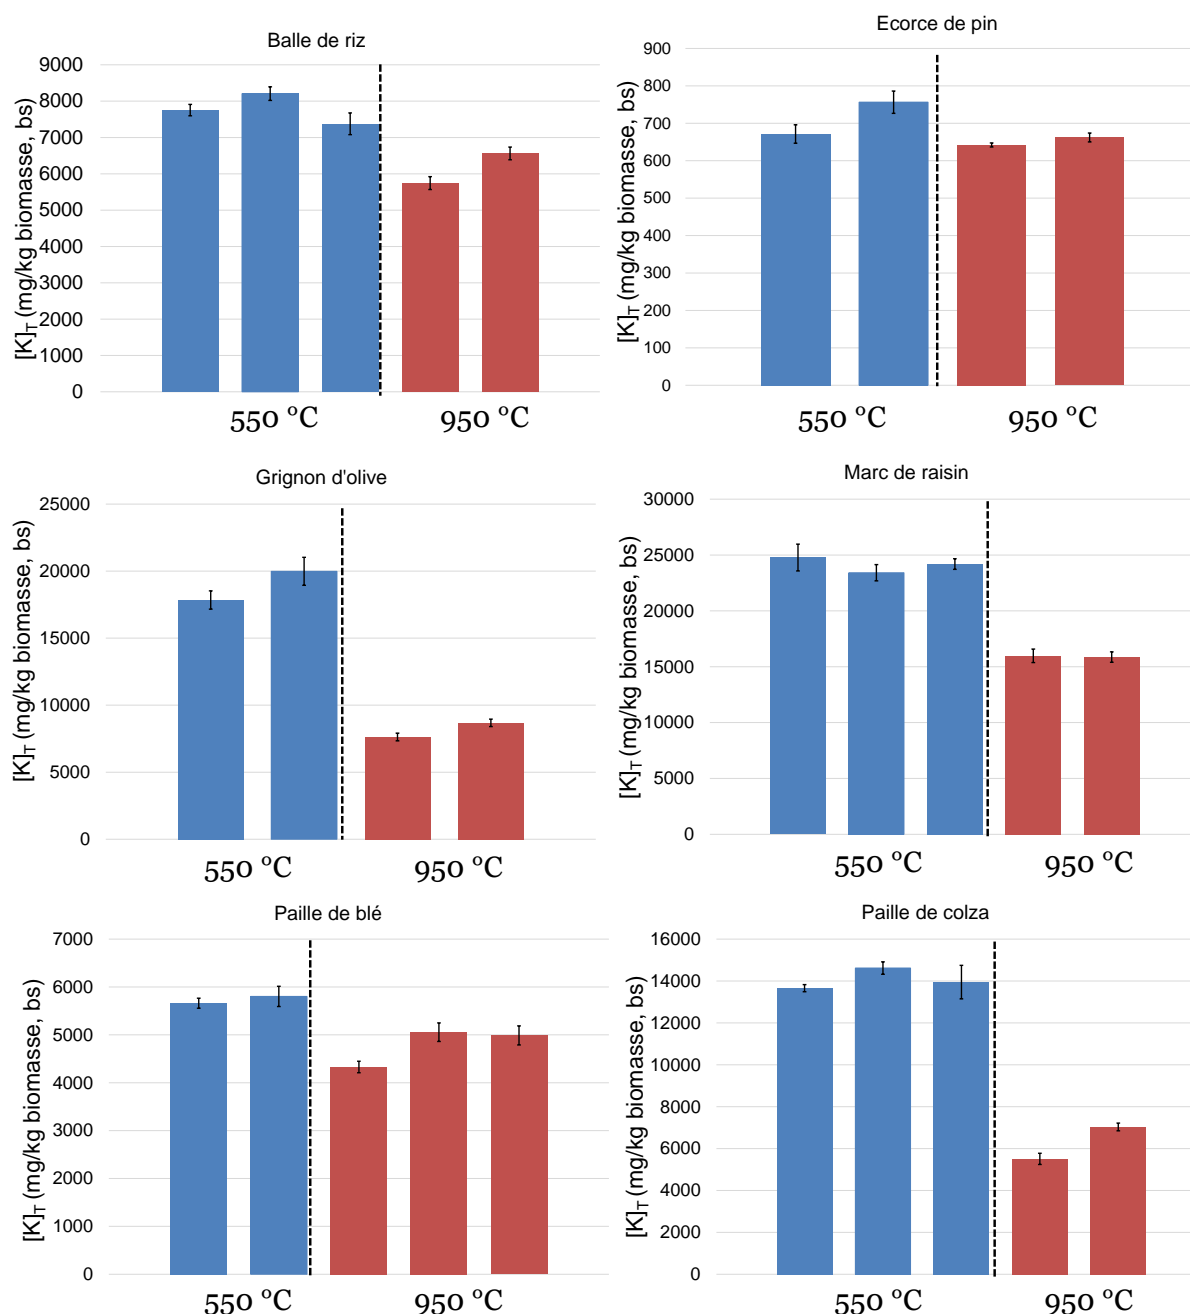 Balle de riz
[K]T (mg/kg biomasse, bs)
9000
8000
7000
6000
5000
4000
3000
2000
1000
0
550 °C
950 °C
Ecorce de pin
[K]T (mg/kg biomasse, bs)
900
800
700
600
500
400
300
200
100
0
550 °C
950 °C
Grignon d'olive
[K]T (mg/kg biomasse, bs)
25000
20000
15000
10000
5000
0
550 °C
950 °C
Marc de raisin
[K]T (mg/kg biomasse, bs)
30000
25000
20000
15000
10000
5000
0
550 °C
950 °C
Paille de blé
[K]T (mg/kg biomasse, bs)
7000
6000
5000
4000
3000
2000
1000
0
550 °C
950 °C
Paille de colza
[K]T (mg/kg biomasse, bs)
16000
14000
12000
10000
8000
6000
4000
2000
0
550 °C
950 °C